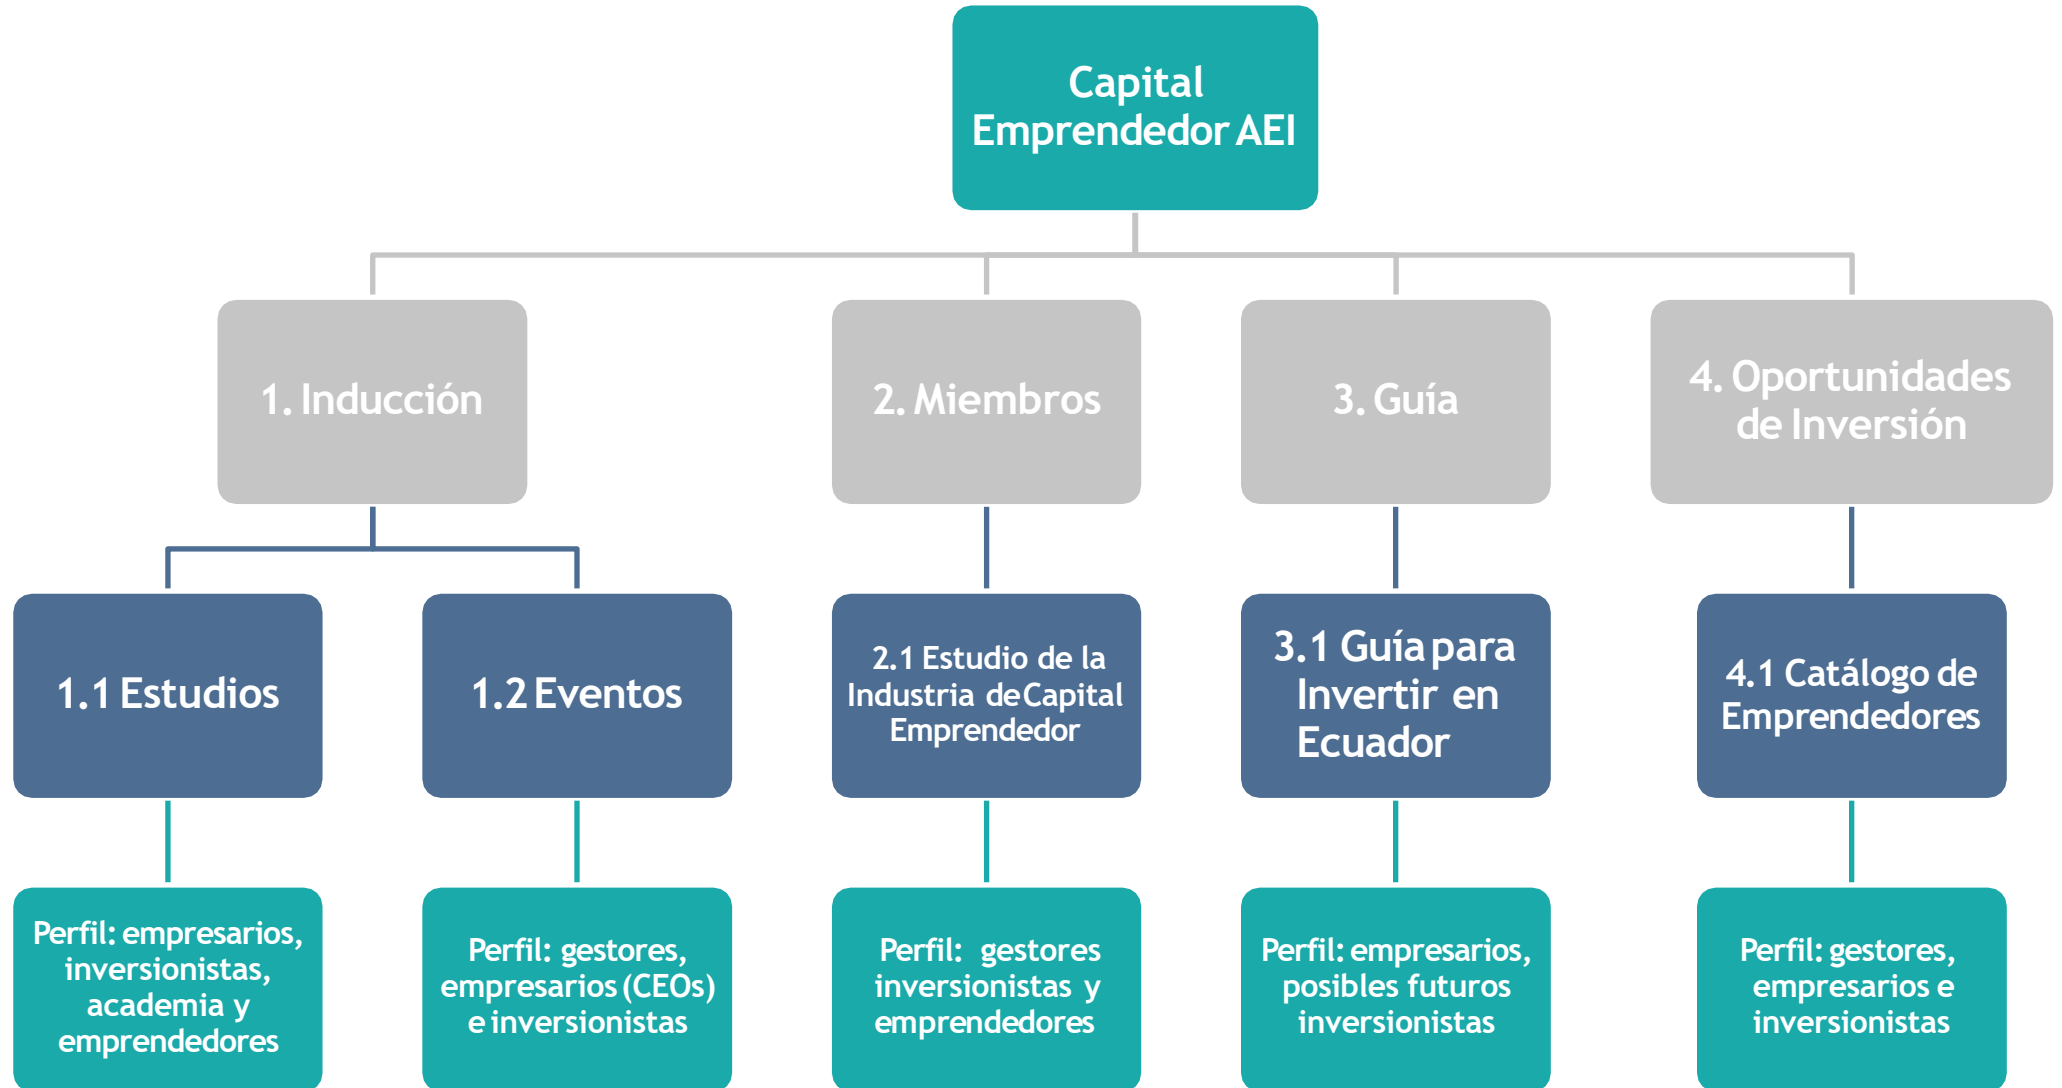 Capital
Emprendedor AEI
1. Inducción
2. Miembros
3. Guía
4. Oportunidades
de Inversión
1.1 Estudios
1.2 Eventos
2.1 Estudio de la
Industria de Capital
Emprendedor
3.1 Guía para
Invertir en
Ecuador
4.1 Catálogo de
Emprendedores
Perfil: empresarios,
inversionistas,
academia y
emprendedores
Perfil: gestores,
empresarios (CEOs)
e inversionistas
Perfil: gestores
inversionistas y
emprendedores
Perfil: empresarios,
posibles futuros
inversionistas
Perfil: gestores,
empresarios e
inversionistas